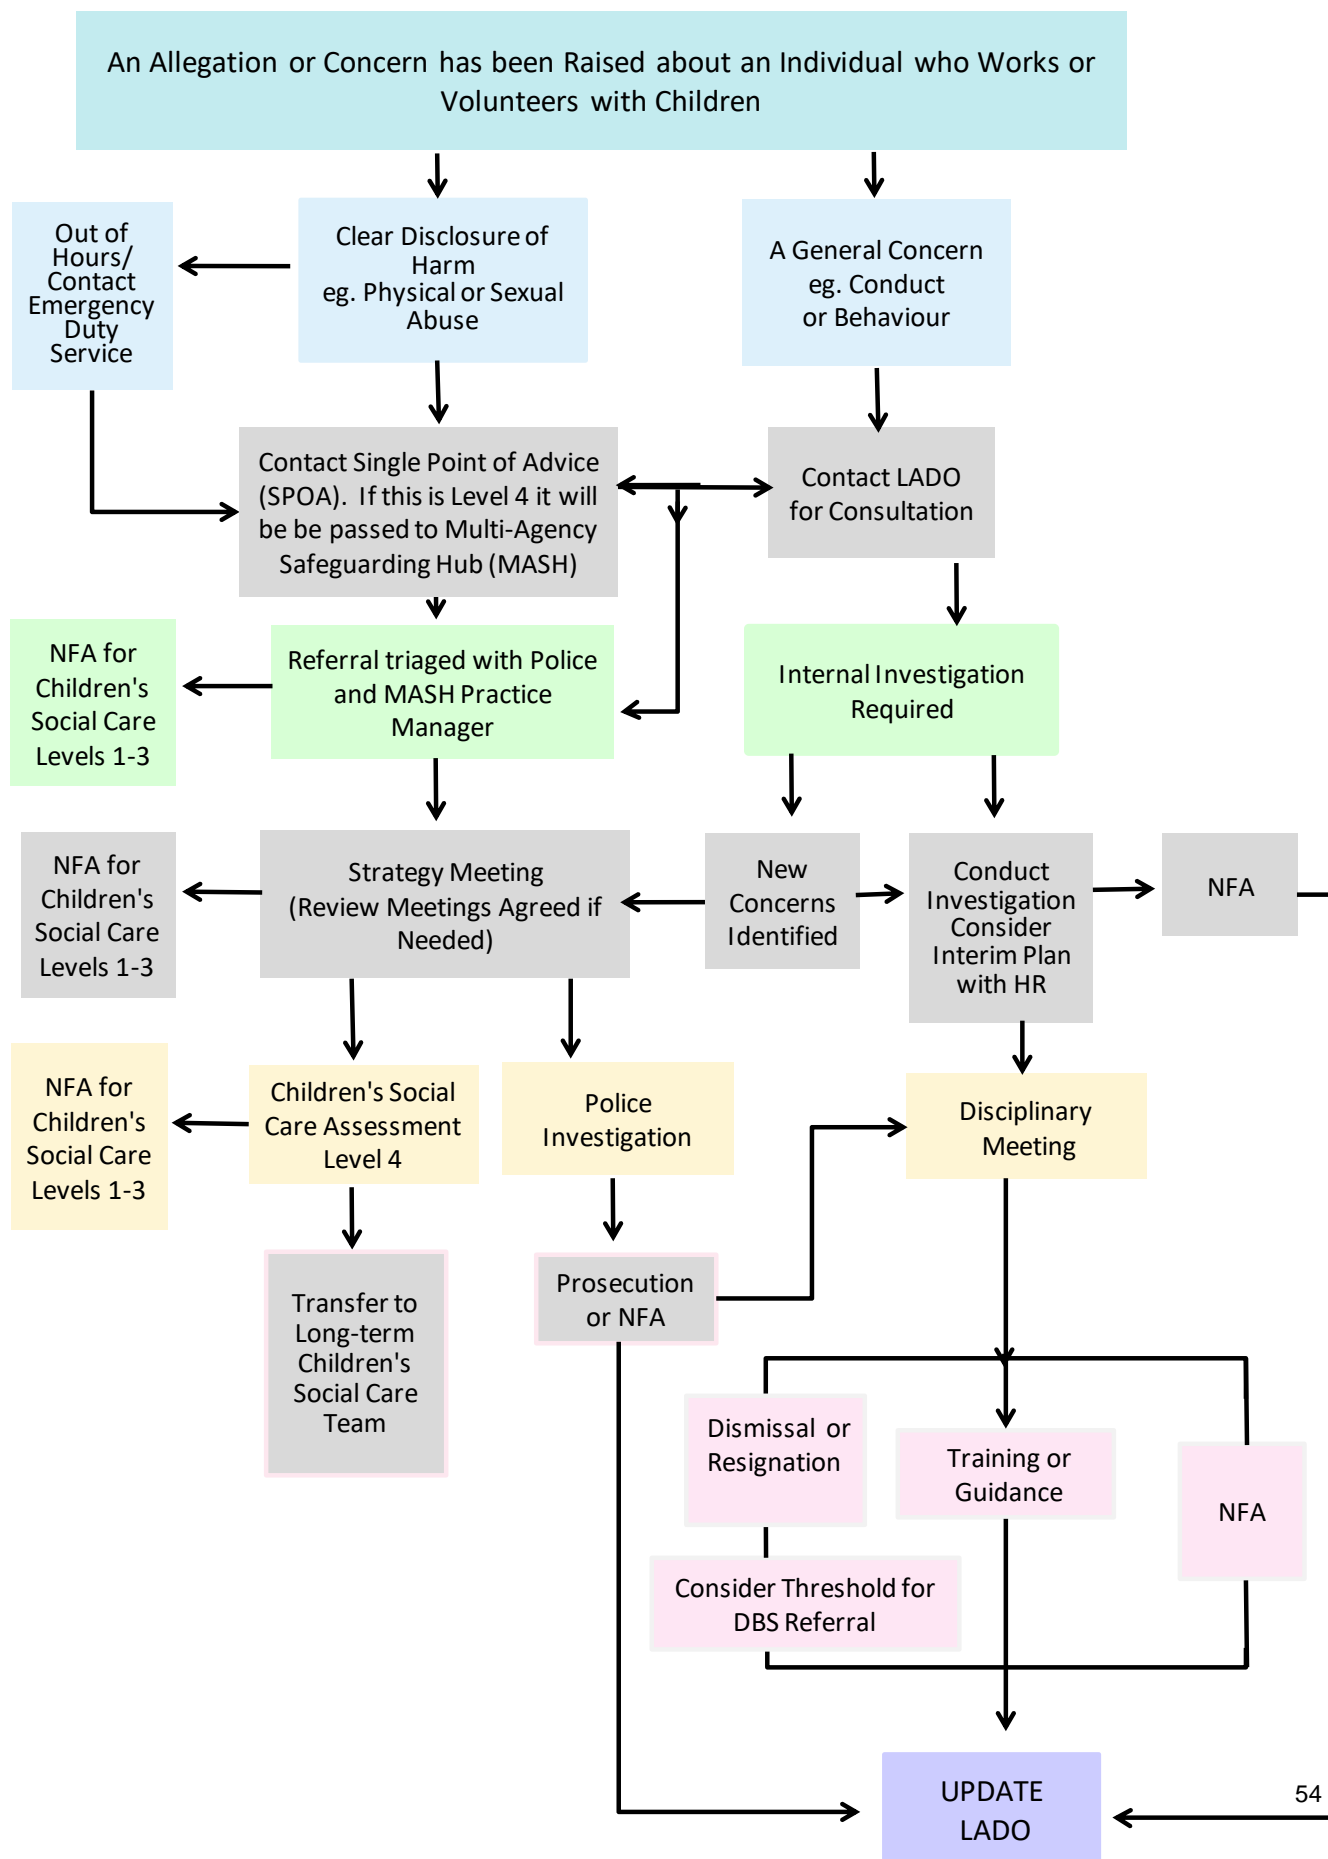 An Allegation or Concern has been Raised about an Individual who Works or
Volunteers with Children
Out of
Hours/
Contact
Emergency
Duty
Service
Clear Disclosure of
Harm
eg. Physical or Sexual
Abuse
A General Concern
eg. Conduct
or Behaviour
Contact Single Point of Advice
(SPOA). If this is Level 4 it will
be be passed to Multi-Agency
Safeguarding Hub (MASH)
Contact LADO
for Consultation
NFA for
Children's
Social Care
Levels 1-3
Referral triaged with Police
and MASH Practice
Manager
Internal Investigation
Required
NFA for
Children's
Social Care
Levels 1-3
Strategy Meeting
(Review Meetings Agreed if
Needed)
New
Concerns
Identified
Conduct
Investigation
Consider
Interim Plan
with HR
NFA
NFA for
Children's
Social Care
Levels 1-3
Children's Social
Care Assessment
Level 4
Police
Investigation
Disciplinary
Meeting
Transfer to
Long-term
Children's
Social Care
Team
Prosecution
or NFA
Dismissal or
Resignation
Training or
Guidance
NFA
Consider Threshold for
DBS Referral
UPDATE
LADO
54